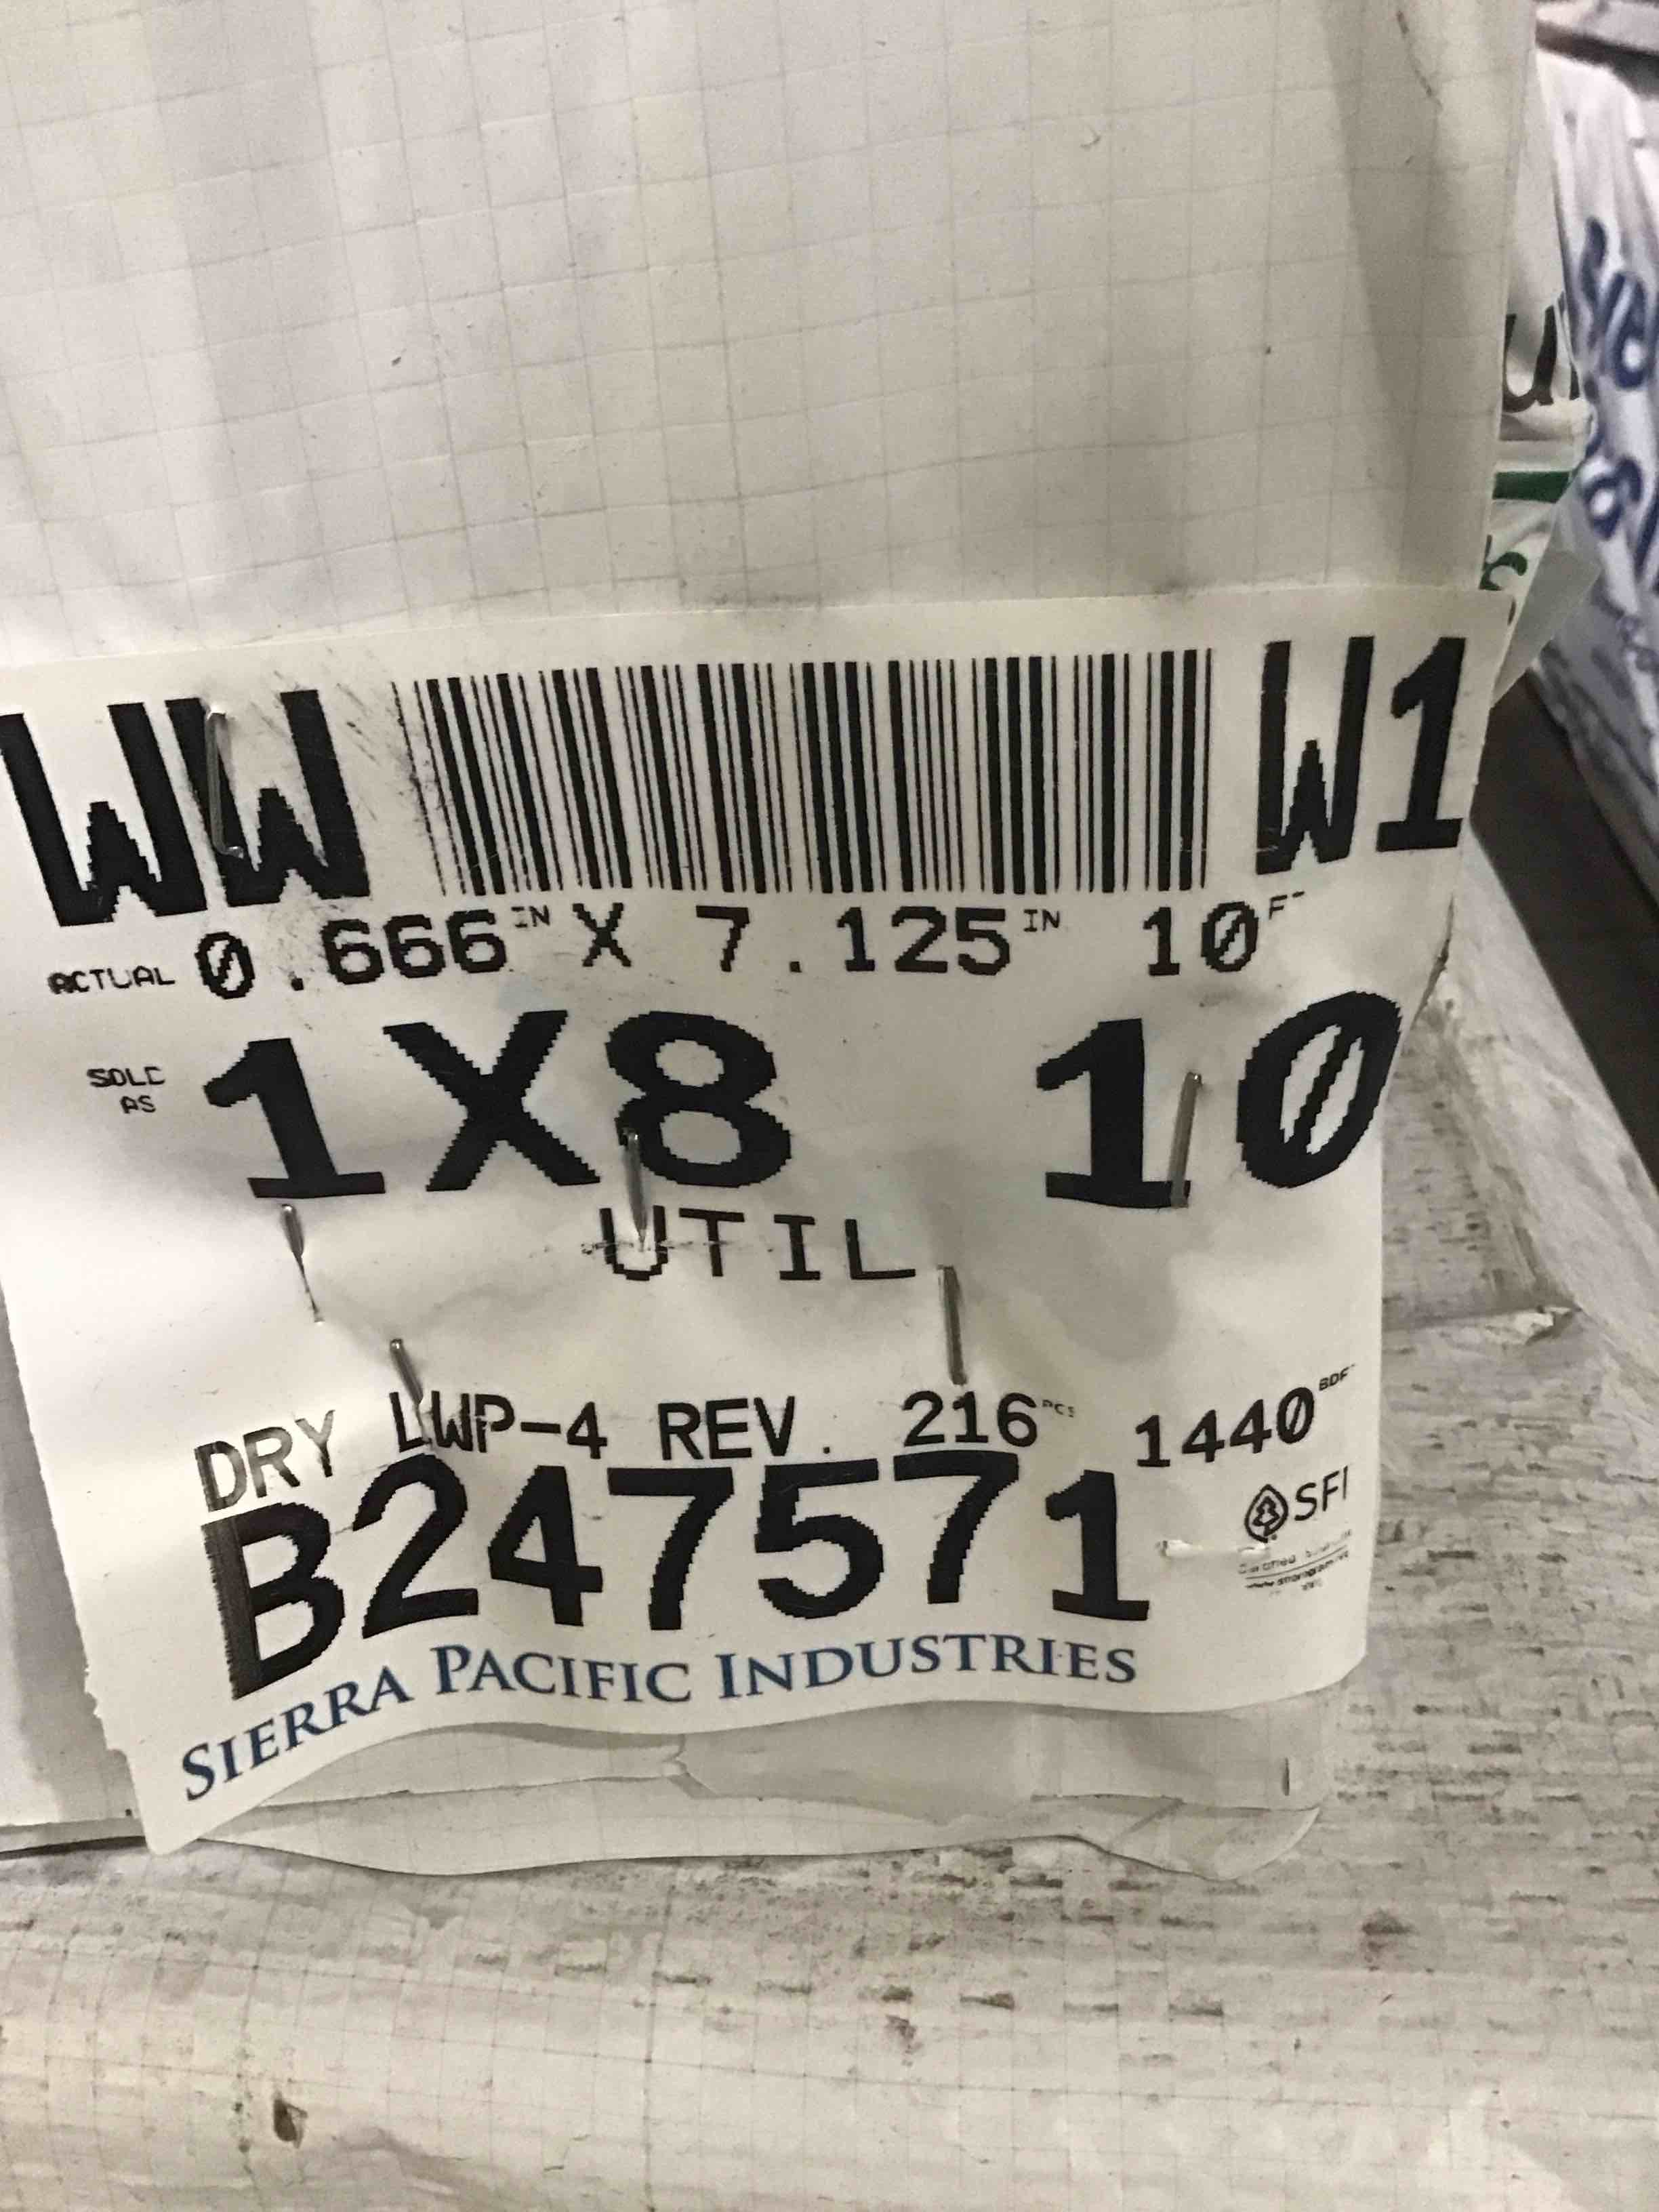 WW W1
ACTUAL 0.666 IN X 7.125 IN 10 FT
SOLD AS 1X8 10
UTIL
DRY LWP-4 REV. 216 PCS 1440 BDFT
B247571
SFI
SIERRA PACIFIC INDUSTRIES